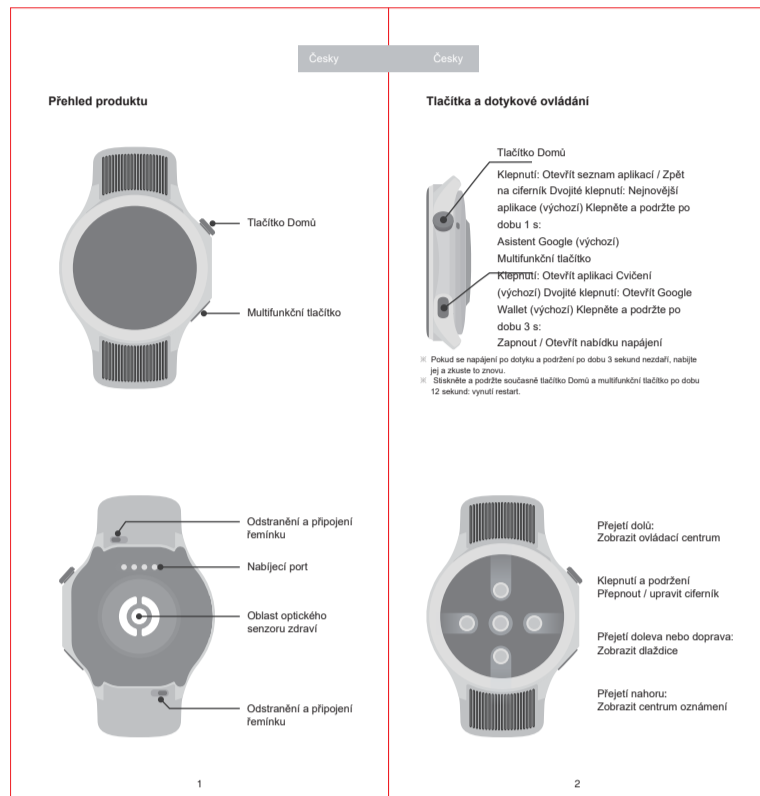 Česky
Přehled produktu
Tlačítko Domů
Multifunkční tlačítko
Odstranění a připojení
řemínku
Nabíjecí port
Oblast optického
senzoru zdraví
Odstranění a připojení
řemínku
1
Česky
Tlačítka a dotykové ovládání
Tlačítko Domů
Klepnutí: Otevřít seznam aplikací / Zpět
na ciferník Dvojité klepnutí: Nejnovější
aplikace (výchozí) Klepněte a podržte po
dobu 1 s:
Asistent Google (výchozí)
Multifunkční tlačítko
Klepnutí: Otevřít aplikaci Cvičení
(výchozí) Dvojité klepnutí: Otevřít Google
Wallet (výchozí) Klepněte a podržte po
dobu 3 s:
Zapnout / Otevřít nabídku napájení
※ Pokud se napájení po dotyku a podržení po dobu 3 sekund nezdaří, nabijte
jej a zkuste to znovu.
※ Stiskněte a podržte současně tlačítko Domů a multifunkční tlačítko po dobu
12 sekund: vynutí restart.
Přejetí dolů:
Zobrazit ovládací centrum
Klepnutí a podržení
Přepnout / upravit ciferník
Přejetí doleva nebo doprava:
Zobrazit dlaždice
Přejetí nahoru:
Zobrazit centrum oznámení
2